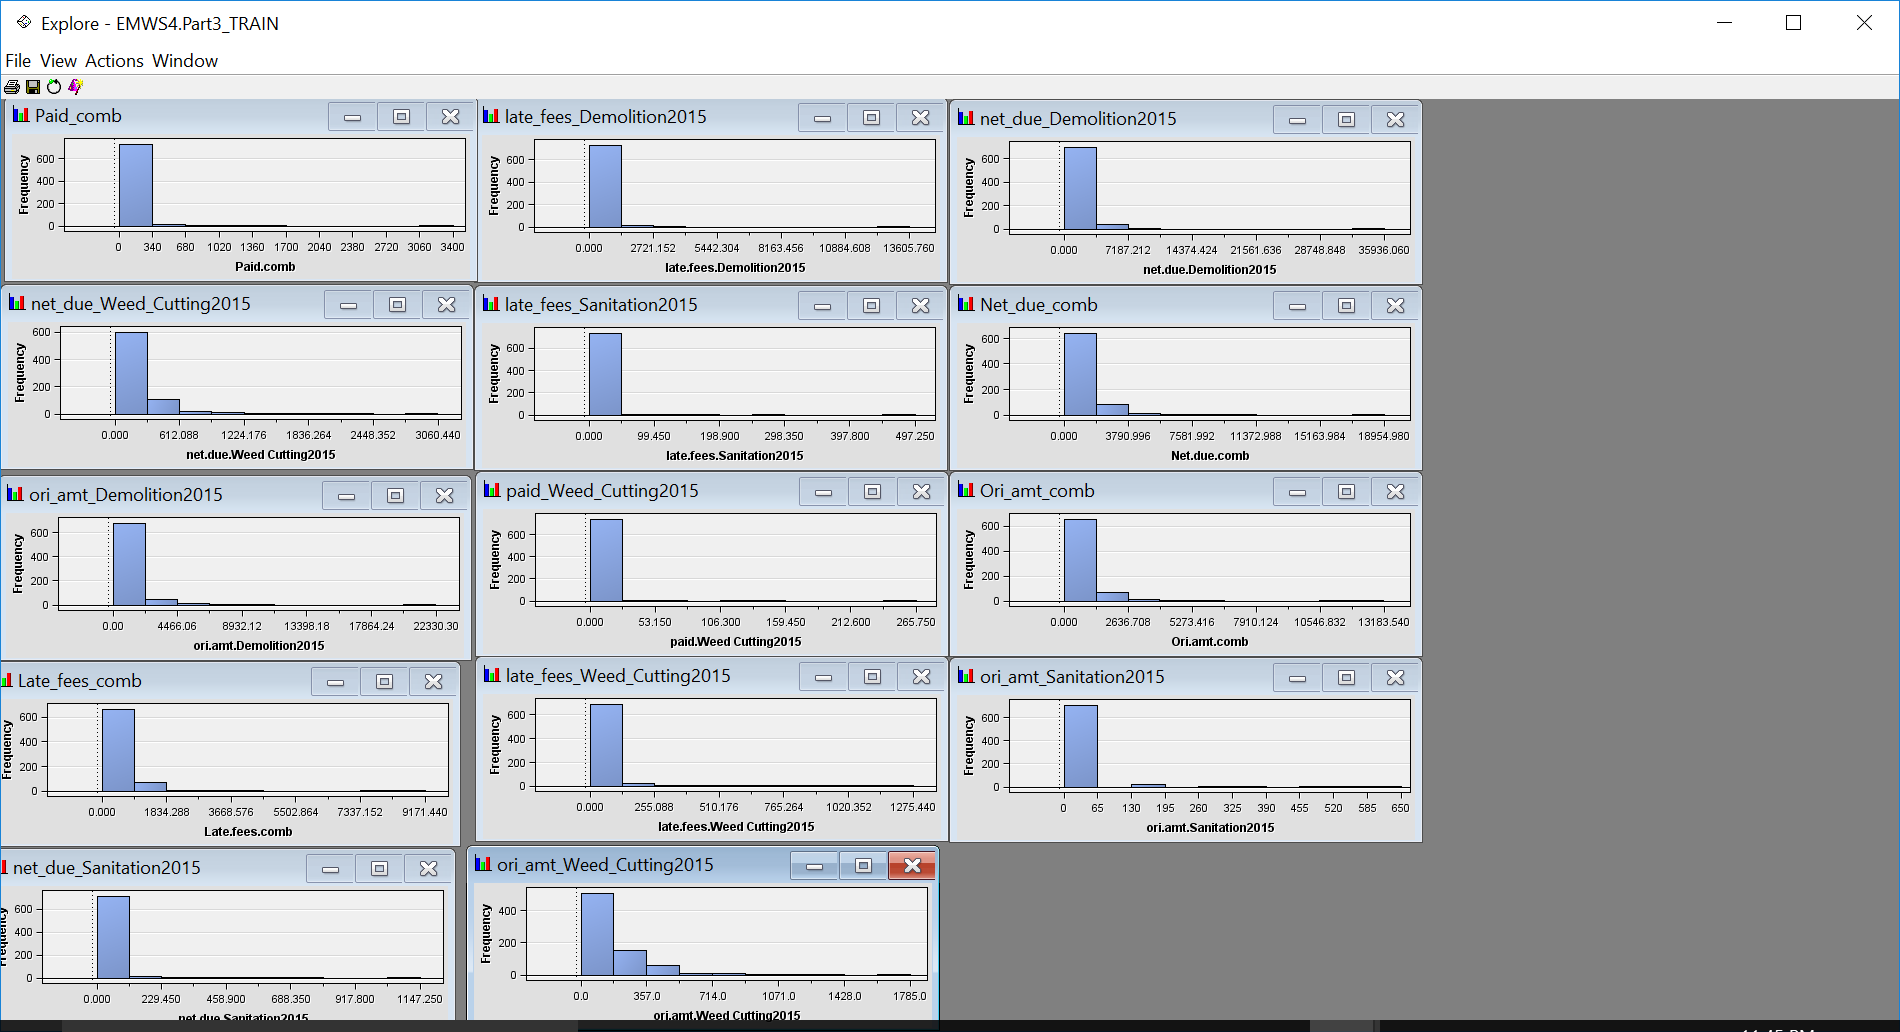 Explore - EMWS4.Part3_TRAIN
File View Actions Window
Paid_comb
Frequency
600
400
200
0
0 340 680 1020 1360 1700 2040 2380 2720 3060 3400
Paid.comb
late_fees_Demolition2015
Frequency
600
400
200
0
0.000 2721.152 5442.304 8163.456 10884.608 13605.760
late.fees.Demolition2015
net_due_Demolition2015
Frequency
600
400
200
0
0.000 7187.212 14374.424 21561.636 28748.848 35936.060
net.due.Demolition2015
net_due_Weed_Cutting2015
Frequency
600
400
200
0
0.000 612.088 1224.176 1836.264 2448.352 3060.440
net.due.Weed Cutting2015
late_fees_Sanitation2015
Frequency
600
400
200
0
0.000 99.450 198.900 298.350 397.800 497.250
late.fees.Sanitation2015
Net_due_comb
Frequency
600
400
200
0
0.000 3790.996 7581.992 11372.988 15163.984 18954.980
Net.due.comb
ori_amt_Demolition2015
Frequency
600
400
200
0
0.00 4466.06 8932.12 13398.18 17864.24 22330.30
ori.amt.Demolition2015
paid_Weed_Cutting2015
Frequency
600
400
200
0
0.000 53.150 106.300 159.450 212.600 265.750
paid.Weed Cutting2015
Ori_amt_comb
Frequency
600
400
200
0
0.000 2636.708 5273.416 7910.124 10546.832 13183.540
Ori.amt.comb
Late_fees_comb
Frequency
600
400
200
0
0.000 1834.288 3668.576 5502.864 7337.152 9171.440
Late.fees.comb
late_fees_Weed_Cutting2015
Frequency
600
400
200
0
0.000 255.088 510.176 765.264 1020.352 1275.440
late.fees.Weed Cutting2015
ori_amt_Sanitation2015
Frequency
600
400
200
0
0 65 130 195 260 325 390 455 520 585 650
ori.amt.Sanitation2015
net_due_Sanitation2015
Frequency
600
400
200
0
0.000 229.450 458.900 688.350 917.800 1147.250
net.due.Sanitation2015
ori_amt_Weed_Cutting2015
Frequency
400
200
0
0.0 357.0 714.0 1071.0 1428.0 1785.0
ori.amt.Weed Cutting2015